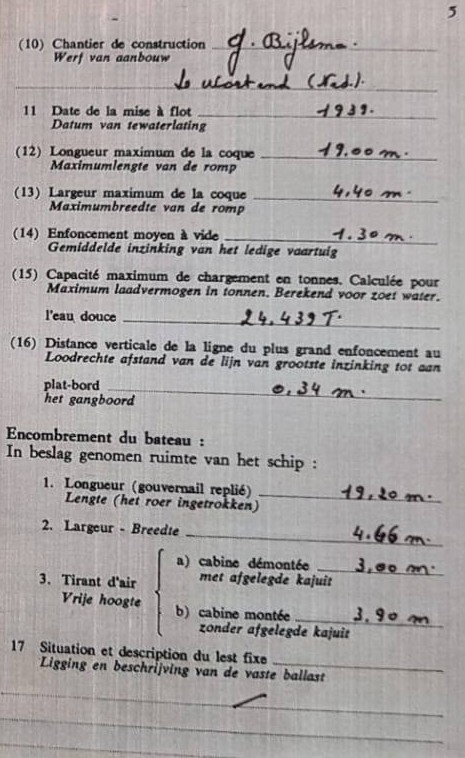 5
(10) Chantier de construction G. Bijlsma.
Werf van aanbouw
te Wartena (Ned.).
11 Date de la mise à flot 1939.
Datum van tewaterlating
(12) Longueur maximum de la coque 19.00 m.
Maximumlengte van de romp
(13) Largeur maximum de la coque 4,40 m.
Maximumbreedte van de romp
(14) Enfoncement moyen à vide 1.30 m.
Gemiddelde inzinking van het ledige vaartuig
(15) Capacité maximum de chargement en tonnes. Calculée pour
Maximum laadvermogen in tonnen. Berekend voor zoet water.
l'eau douce 24,439 T.
(16) Distance verticale de la ligne du plus grand enfoncement au
Loodrechte afstand van de lijn van grootste inzinking tot aan
plat-bord 0,34 m.
het gangboord
Encombrement du bateau :
In beslag genomen ruimte van het schip :
1. Longueur (gouvernail replié) 19,20 m.
Lengte (het roer ingetrokken)
2. Largeur - Breedte 4.66 m.
3. Tirant d'air
Vrije hoogte
a) cabine démontée 3,00 m.
met afgelegde kajuit
b) cabine montée 3,90 m
zonder afgelegde kajuit
17 Situation et description du lest fixe
Ligging en beschrijving van de vaste ballast